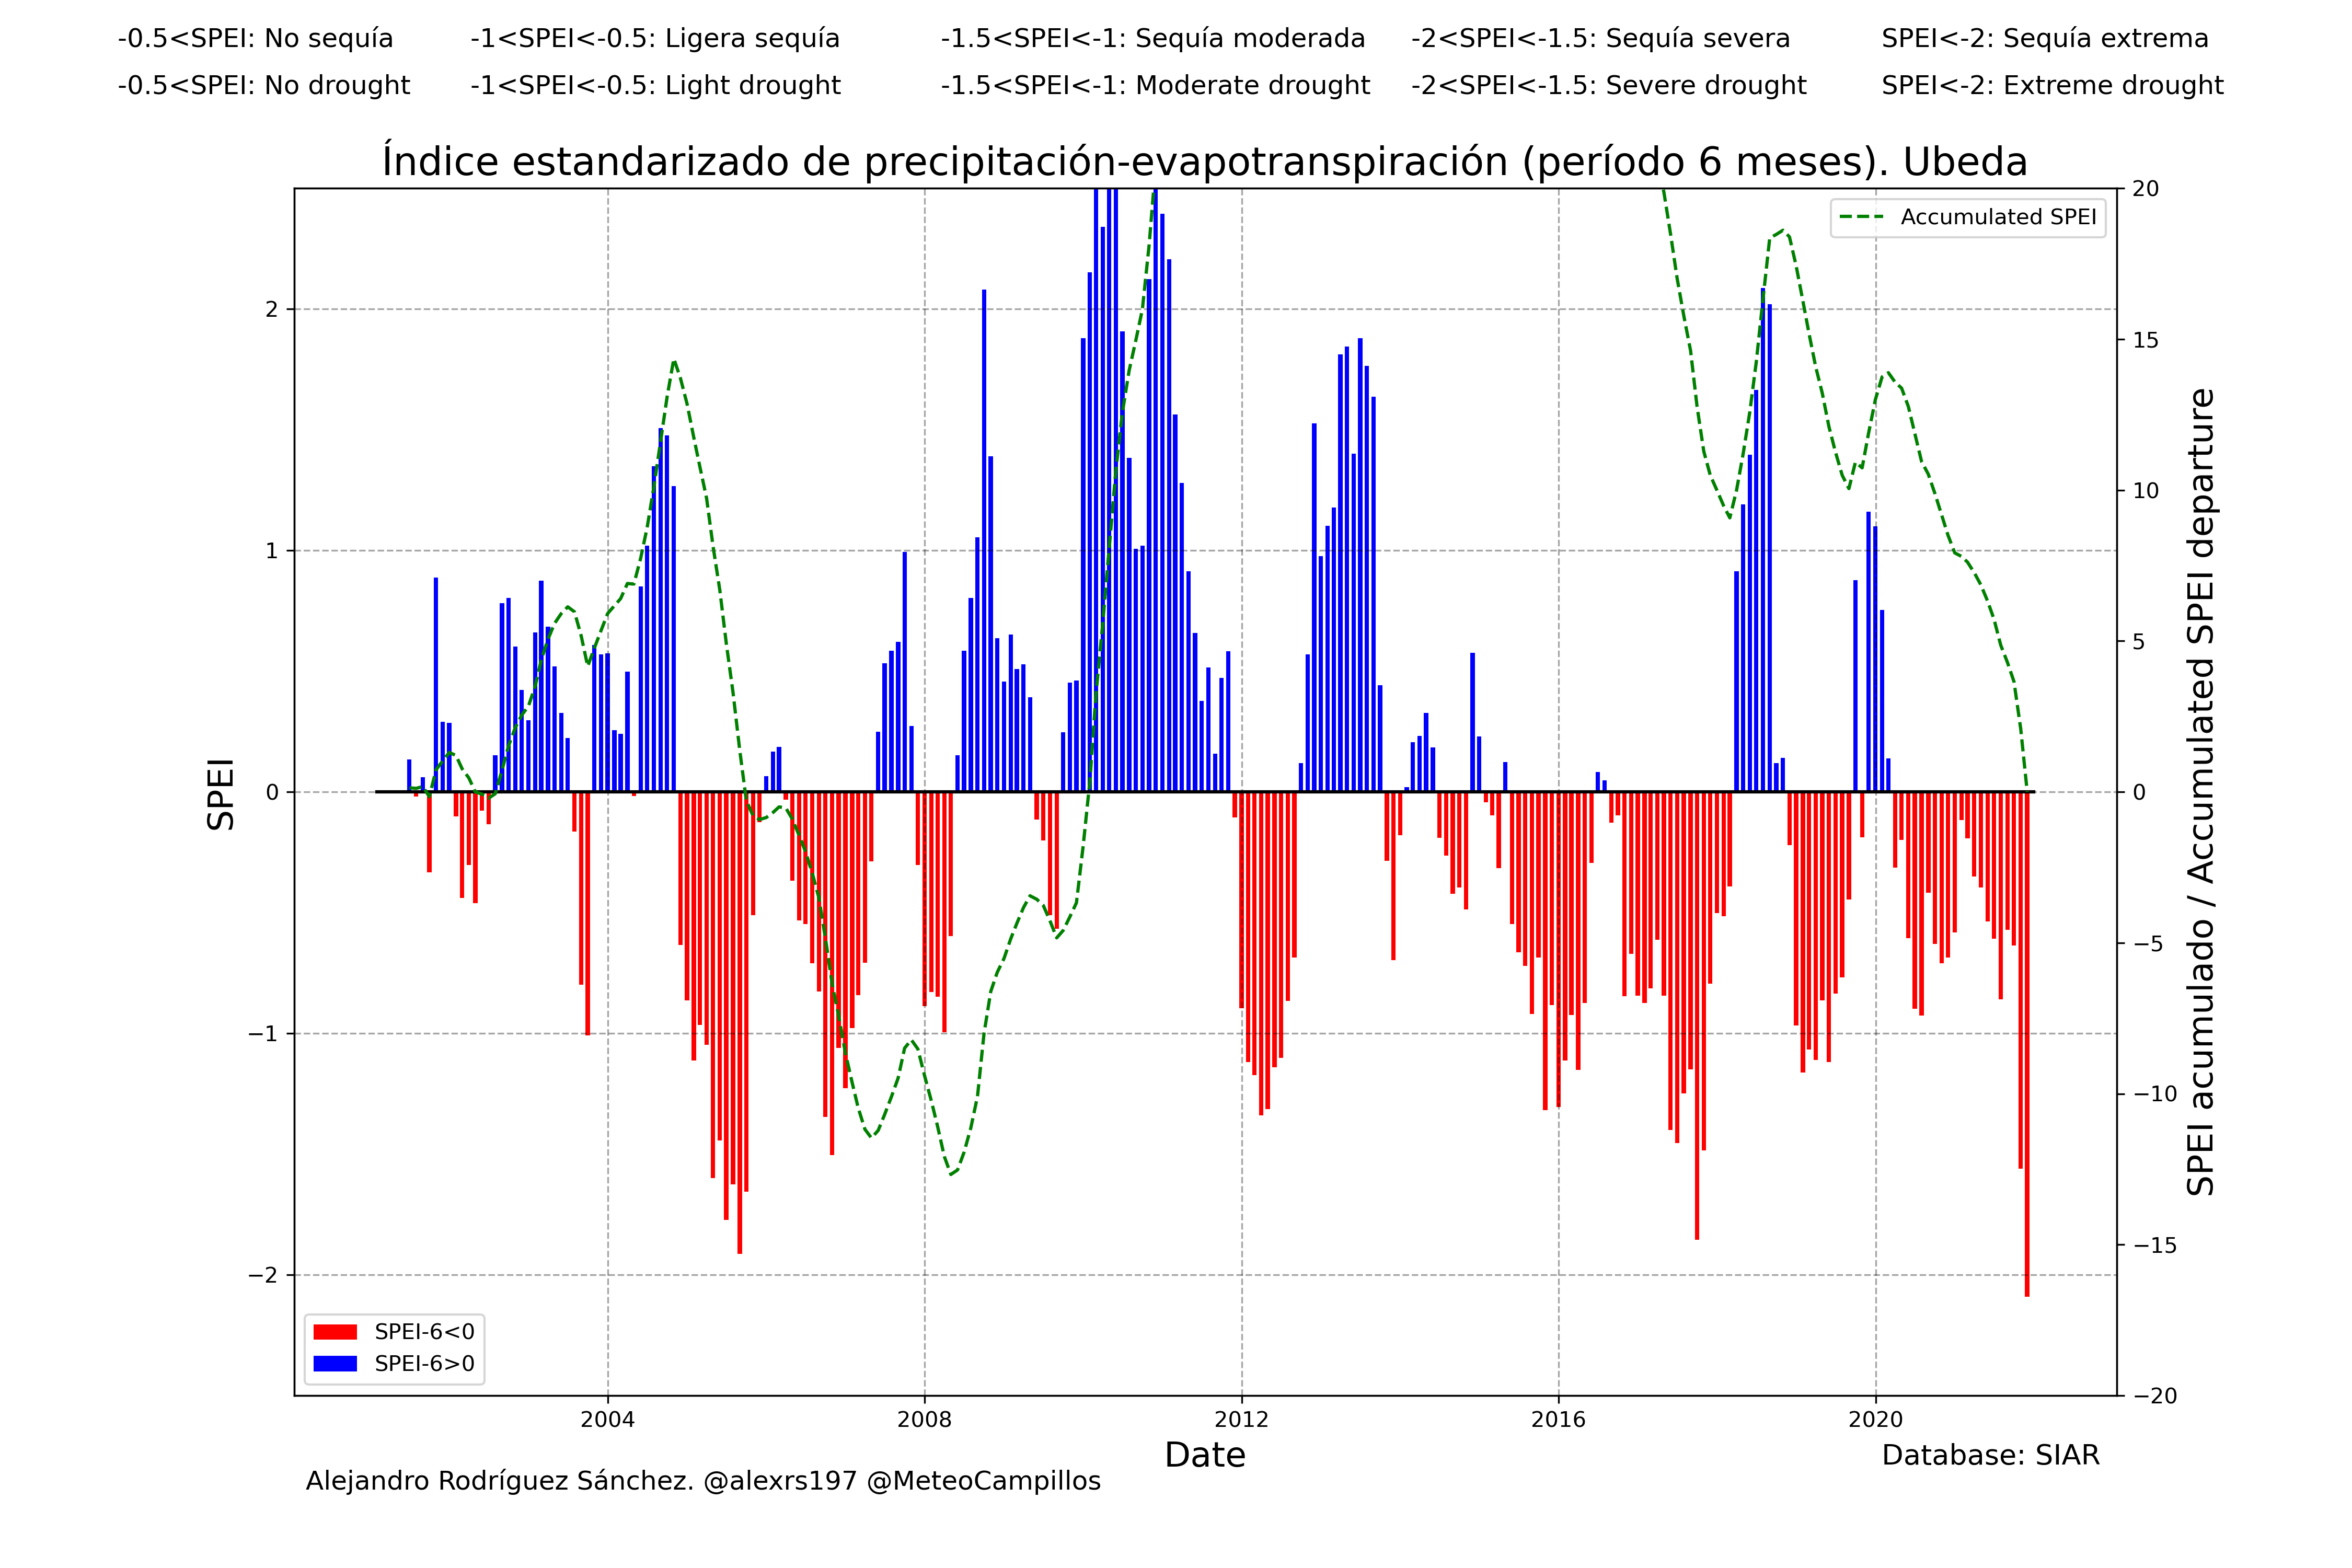 -0.5<SPEI: No sequía -1<SPEI<-0.5: Ligera sequía -1.5<SPEI<-1: Sequía moderada -2<SPEI<-1.5: Sequía severa SPEI<-2: Sequía extrema
-0.5<SPEI: No drought -1<SPEI<-0.5: Light drought -1.5<SPEI<-1: Moderate drought -2<SPEI<-1.5: Severe drought SPEI<-2: Extreme drought
Índice estandarizado de precipitación-evapotranspiración (período 6 meses). Ubeda
Accumulated SPEI
SPEI
2
1
0
−1
−2
20
15
10
5
0
−5
−10
−15
−20
SPEI acumulado / Accumulated SPEI departure
SPEI-6<0
SPEI-6>0
2004 2008 2012 2016 2020
Date
Database: SIAR
Alejandro Rodríguez Sánchez. @alexrs197 @MeteoCampillos